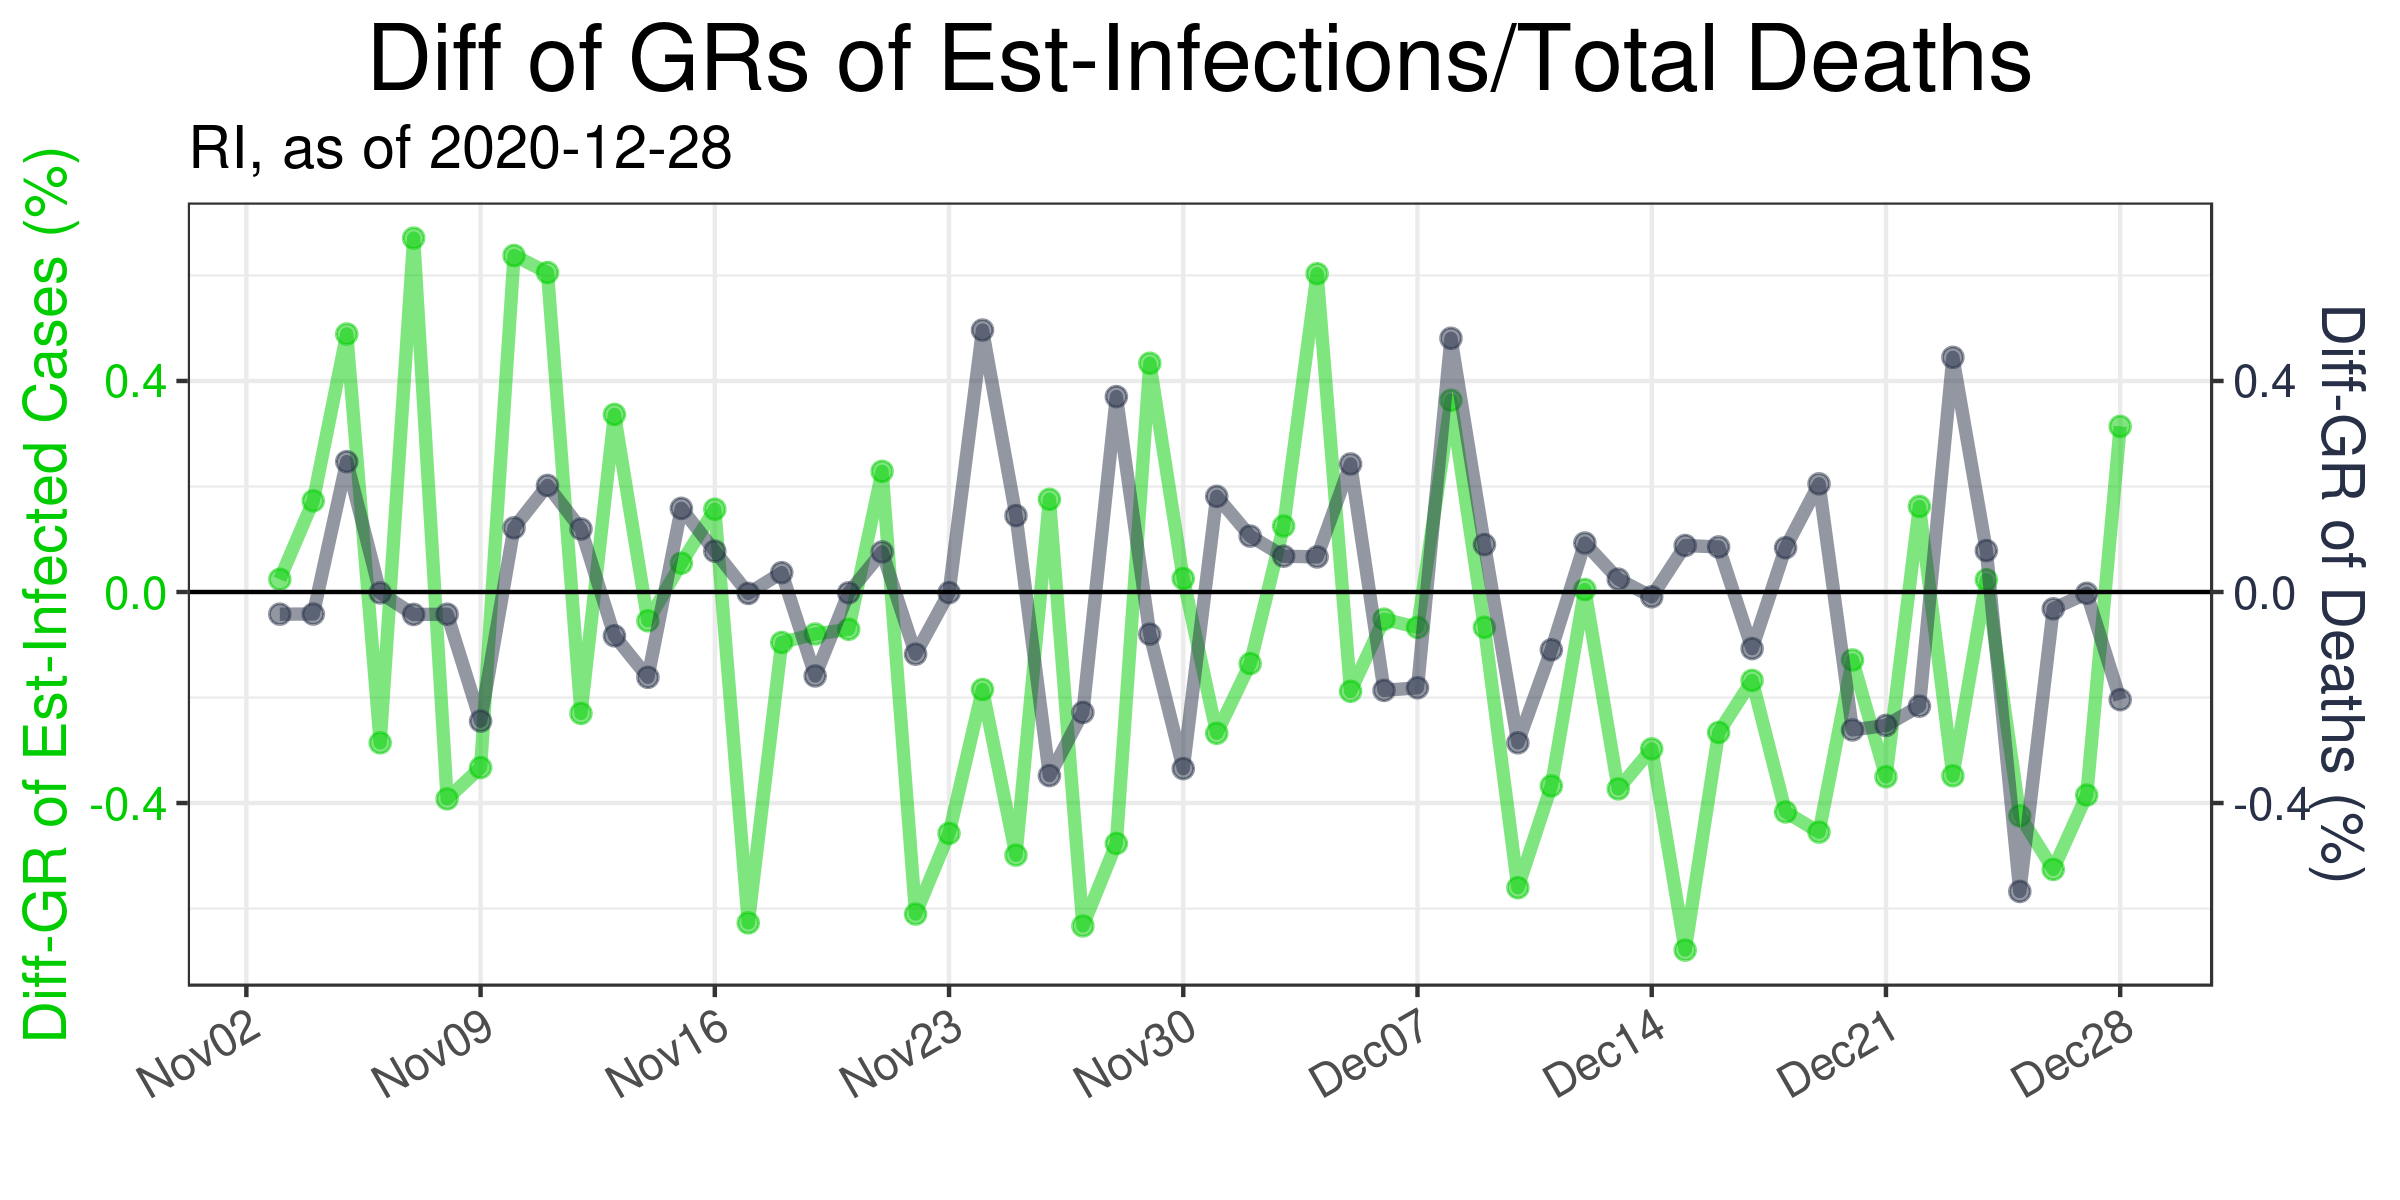 Diff of GRs of Est-Infections/Total Deaths
RI, as of 2020-12-28
Diff-GR of Est-Infected Cases (%)
0.4
0.0
-0.4
0.4
0.0
-0.4
Diff-GR of Deaths (%)
Nov02
Nov09
Nov16
Nov23
Nov30
Dec07
Dec14
Dec21
Dec28